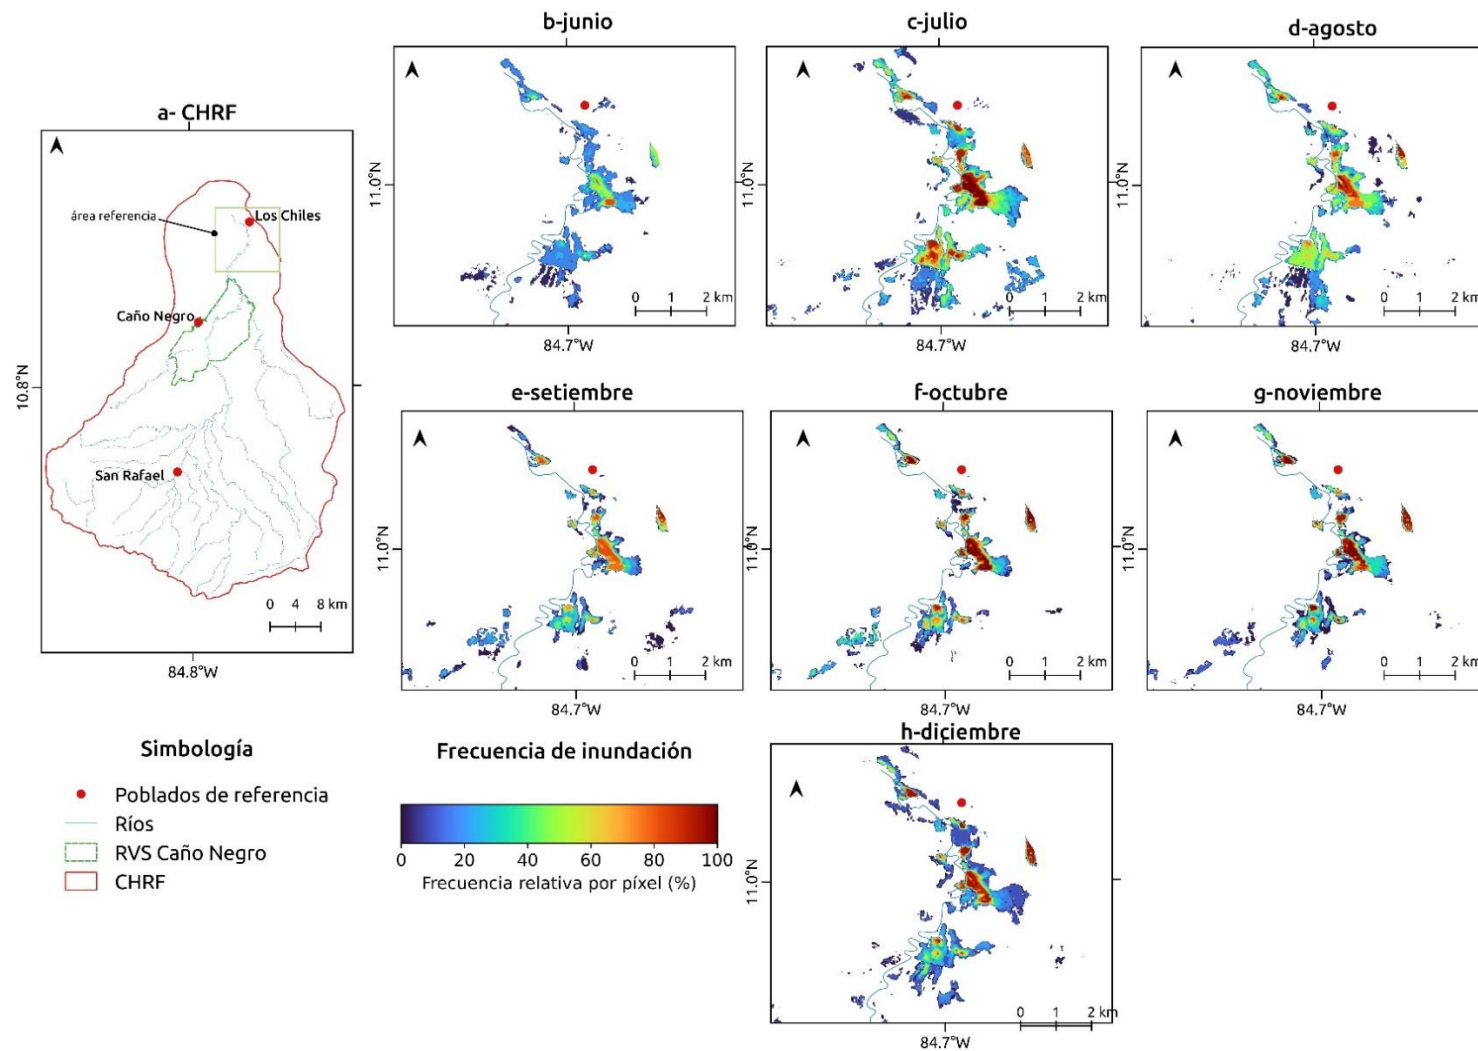 a- CHRF
área referencia
Los Chiles
Caño Negro
San Rafael
10.8°N
84.8°W
0 4 8 km
b-junio
11.0°N
84.7°W
0 1 2 km
c-julio
11.0°N
84.7°W
0 1 2 km
d-agosto
11.0°N
84.7°W
0 1 2 km
e-setiembre
11.0°N
84.7°W
0 1 2 km
f-octubre
11.0°N
84.7°W
0 1 2 km
g-noviembre
11.0°N
84.7°W
0 1 2 km
h-diciembre
11.0°N
84.7°W
0 1 2 km
Simbología
Poblados de referencia
Ríos
RVS Caño Negro
CHRF
Frecuencia de inundación
0 20 40 60 80 100
Frecuencia relativa por píxel (%)